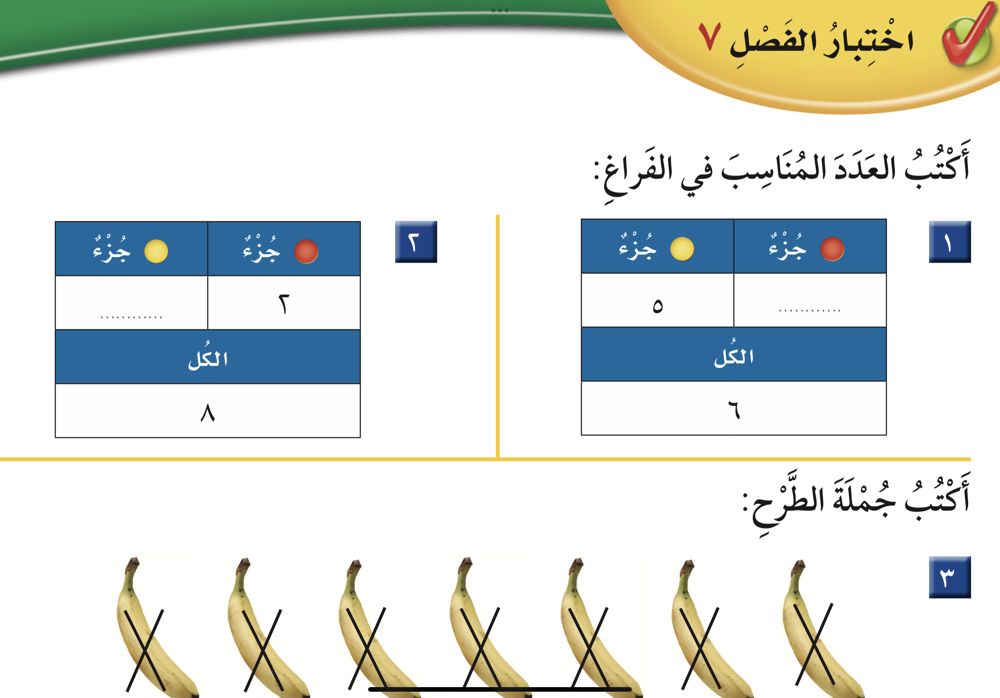 اخْتِبارُ الفَصْلِ ٧
أَكْتُبُ العَدَدَ المُنَاسِبَ في الفَراغِ:
١
جُزْءٌ جُزْءٌ
............ ٥
الكُل
٦
٢
جُزْءٌ جُزْءٌ
٢ ............
الكُل
٨
أَكْتُبُ جُمْلَةَ الطَّرْحِ:
٣